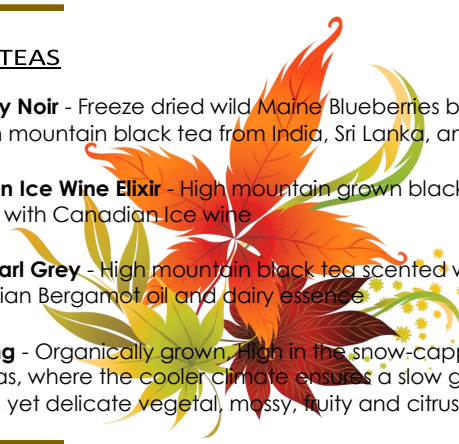 TEAS
y Noir - Freeze dried wild Maine Blueberries b
mountain black tea from India, Sri Lanka, an
n Ice Wine Elixir - High mountain grown black
with Canadian Ice wine
arl Grey - High mountain black tea scented w
ian Bergamot oil and dairy essence
g - Organically grown. High in the snow-capp
as, where the cooler climate ensures a slow g
yet delicate vegetal, mossy, fruity and citrus